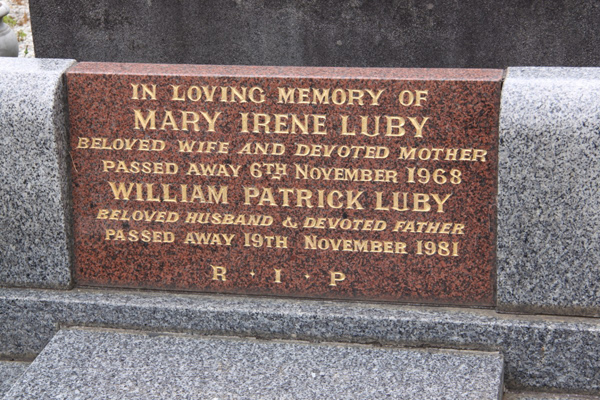 IN LOVING MEMORY OF
MARY IRENE LUBY
BELOVED WIFE AND DEVOTED MOTHER
PASSED AWAY 6TH NOVEMBER 1968
WILLIAM PATRICK LUBY
BELOVED HUSBAND & DEVOTED FATHER
PASSED AWAY 19TH NOVEMBER 1981
R · I · P